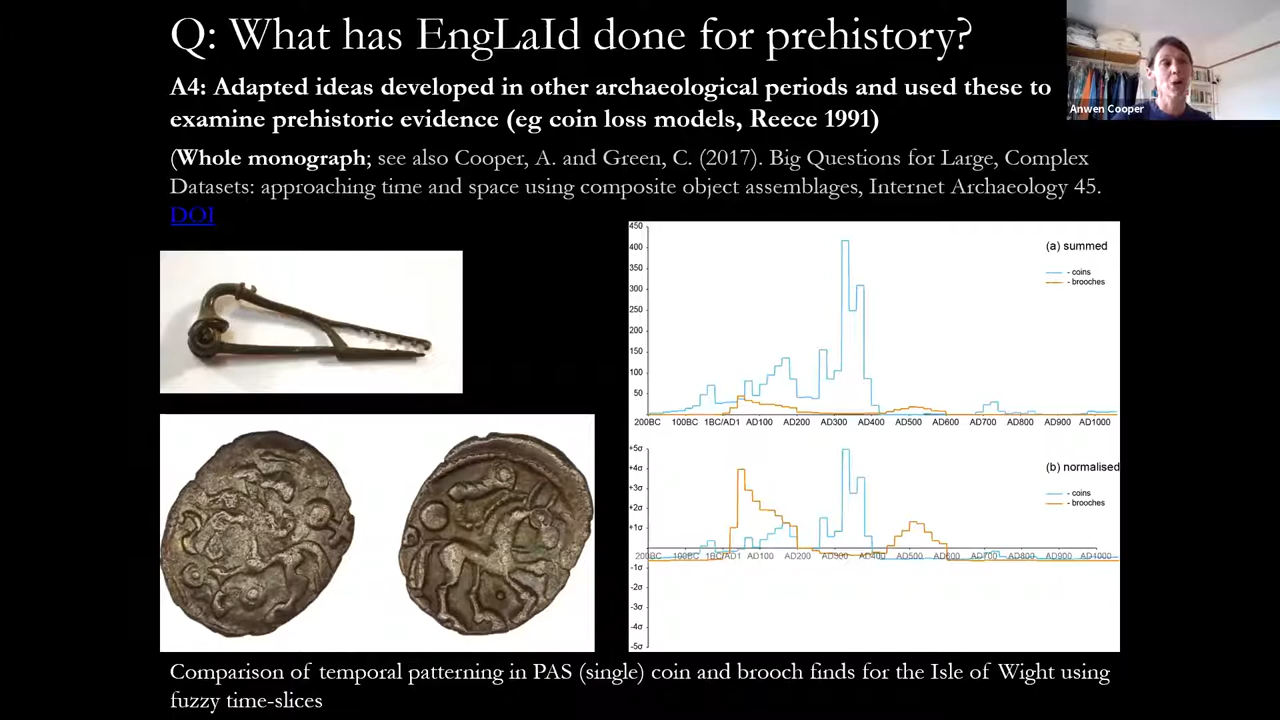 Q: What has EngLaId done for prehistory?
A4: Adapted ideas developed in other archaeological periods and used these to
examine prehistoric evidence (eg coin loss models, Reece 1991)
(Whole monograph; see also Cooper, A. and Green, C. (2017). Big Questions for Large, Complex
Datasets: approaching time and space using composite object assemblages, Internet Archaeology 45.
DOI
Anwen Cooper
450
400
350
300
250
200
150
100
50
(a) summed
- coins
- brooches
200BC 100BC 1BC/AD1 AD100 AD200 AD300 AD400 AD500 AD600 AD700 AD800 AD900 AD1000
+5σ
+4σ
+3σ
+2σ
+1σ
-1σ
-2σ
-3σ
-4σ
-5σ
(b) normalised
- coins
- brooches
200BC 100BC 1BC/AD1 AD100 AD200 AD300 AD400 AD500 AD600 AD700 AD800 AD900 AD1000
Comparison of temporal patterning in PAS (single) coin and brooch finds for the Isle of Wight using
fuzzy time-slices